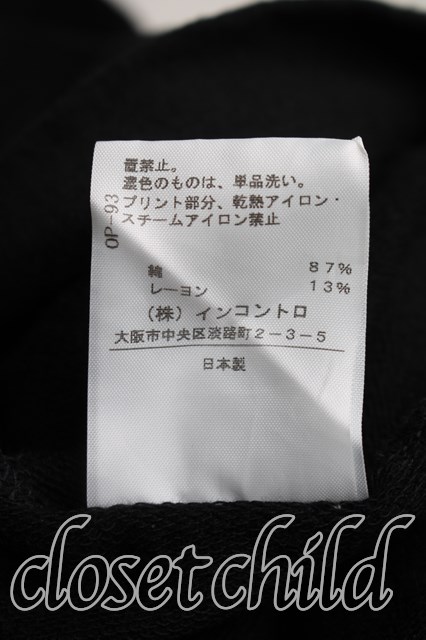 置禁止。
濃色のものは、単品洗い。
プリント部分、乾熱アイロン・
スチームアイロン禁止
OP-93
綿 87%
レーヨン 13%
(株)インコントロ
大阪市中央区淡路町2-3-5
日本製
closet child